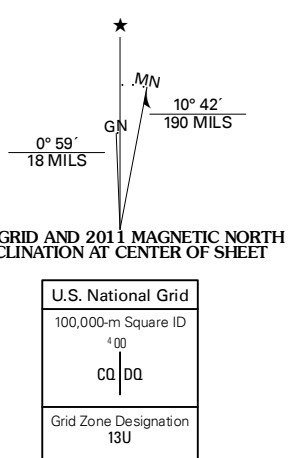 ★
MN
GN
10° 42´
190 MILS
0° 59´
18 MILS
GRID AND 2011 MAGNETIC NORTH
CLINATION AT CENTER OF SHEET
U.S. National Grid
100,000-m Square ID
⁴00
CQ DQ
Grid Zone Designation
13U